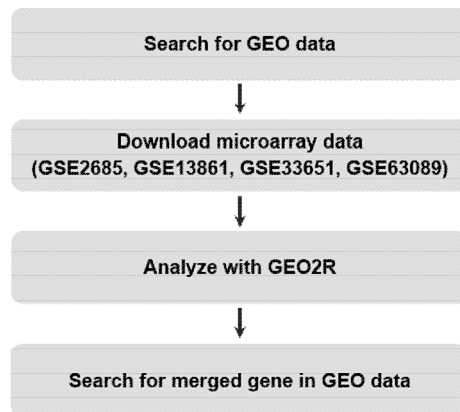 Search for GEO data
Download microarray data
(GSE2685, GSE13861, GSE33651, GSE63089)
Analyze with GEO2R
Search for merged gene in GEO data